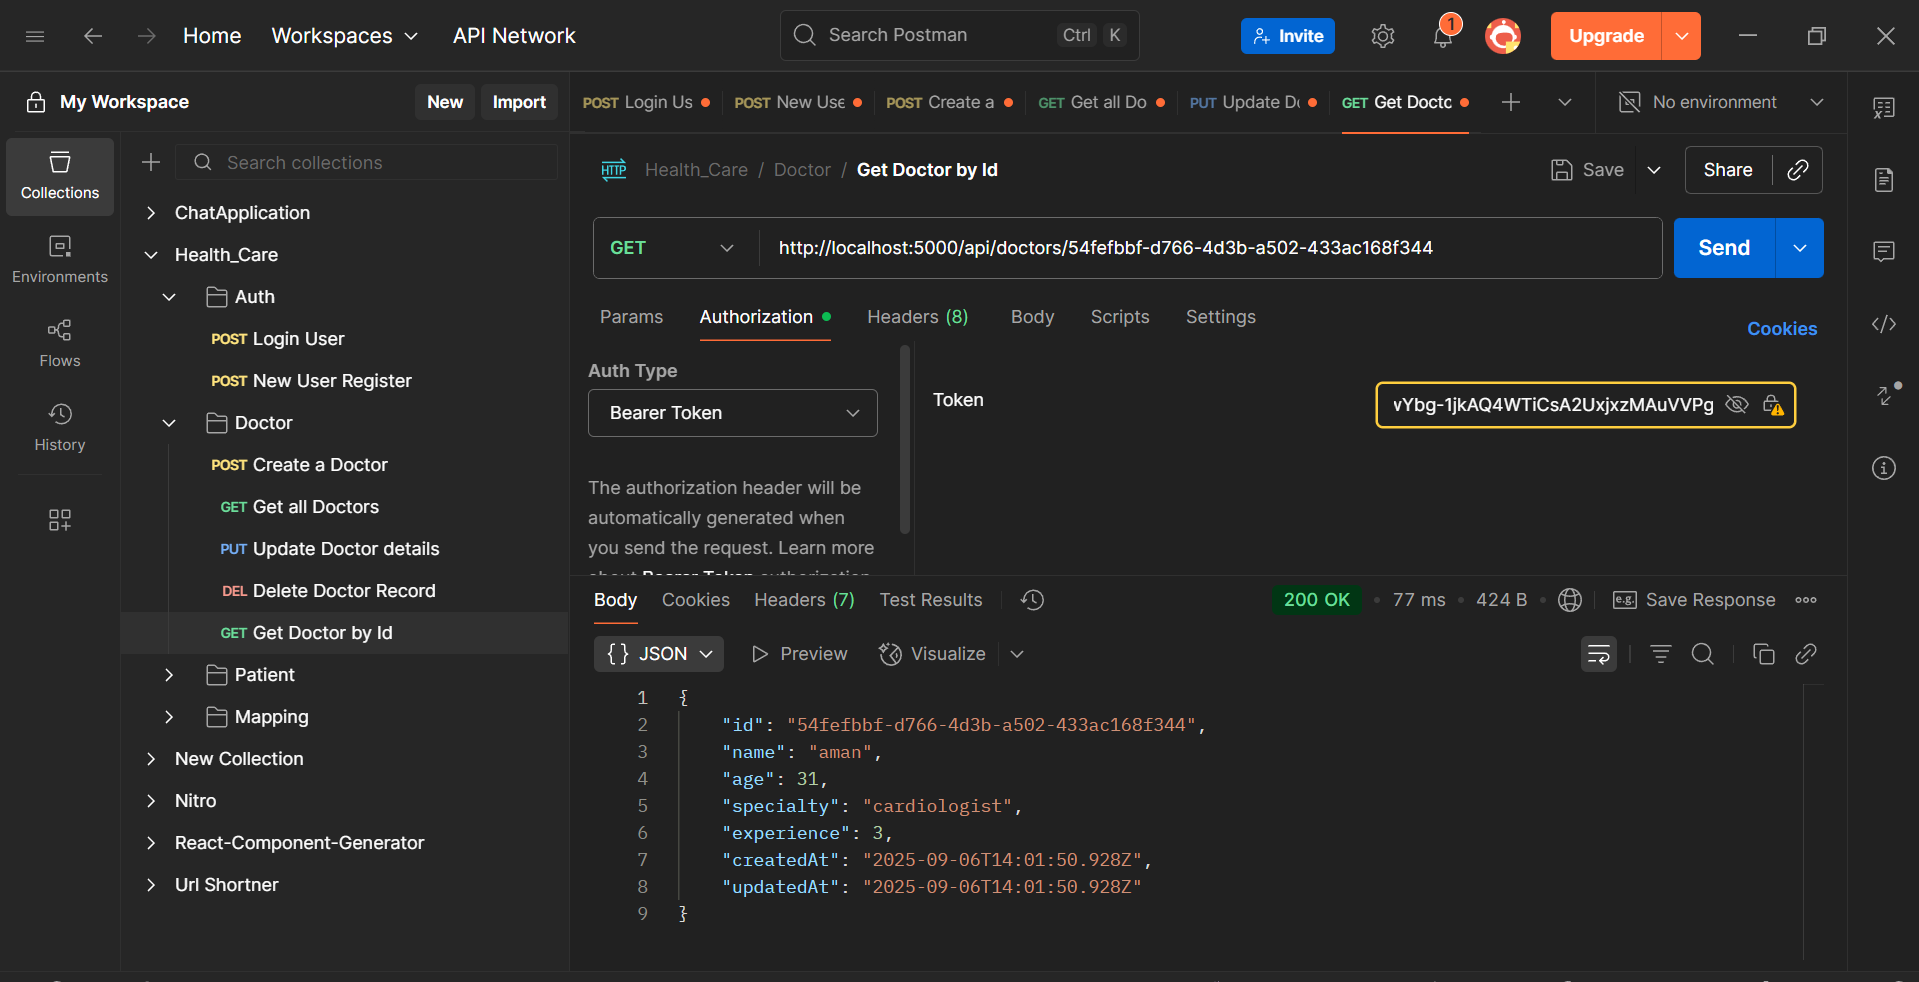 Home
Workspaces
API Network
Search Postman
Ctrl K
Invite
1
Upgrade
My Workspace
New
Import
POST Login Us
POST New Use
POST Create a
GET Get all Do
PUT Update D
GET Get Docto
No environment
Collections
Environments
Flows
History
Search collections
ChatApplication
Health_Care
Auth
POST Login User
POST New User Register
Doctor
POST Create a Doctor
GET Get all Doctors
PUT Update Doctor details
DEL Delete Doctor Record
GET Get Doctor by Id
Patient
Mapping
New Collection
Nitro
React-Component-Generator
Url Shortner
HTTP
Health_Care / Doctor / Get Doctor by Id
Save
Share
GET
http://localhost:5000/api/doctors/54fefbbf-d766-4d3b-a502-433ac168f344
Send
Params
Authorization
Headers (8)
Body
Scripts
Settings
Cookies
Auth Type
Bearer Token
The authorization header will be
automatically generated when
you send the request. Learn more
about Bearer Token authorization
Token
vYbg-1jkAQ4WTiCsA2UxjxzMAuVVPg
Body
Cookies
Headers (7)
Test Results
200 OK
77 ms
424 B
e.g.
Save Response
{} JSON
Preview
Visualize
1 {
2 "id": "54fefbbf-d766-4d3b-a502-433ac168f344",
3 "name": "aman",
4 "age": 31,
5 "specialty": "cardiologist",
6 "experience": 3,
7 "createdAt": "2025-09-06T14:01:50.928Z",
8 "updatedAt": "2025-09-06T14:01:50.928Z"
9 }